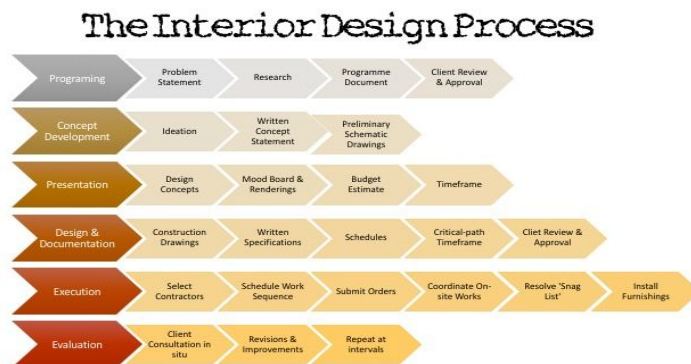 The Interior Design Process
Programing
Problem
Statement
Research
Programme
Document
Client Review
& Approval
Concept
Development
Ideation
Written
Concept
Statement
Preliminary
Schematic
Drawings
Presentation
Design
Concepts
Mood Board &
Renderings
Budget
Estimate
Timeframe
Design &
Documentation
Construction
Drawings
Written
Specifications
Schedules
Critical-path
Timeframe
Cliet Review &
Approval
Execution
Select
Contractors
Schedule Work
Sequence
Submit Orders
Coordinate On-
site Works
Resolve 'Snag
List'
Install
Furnishings
Evaluation
Client
Consultation in
situ
Revisions &
Improvements
Repeat at
intervals